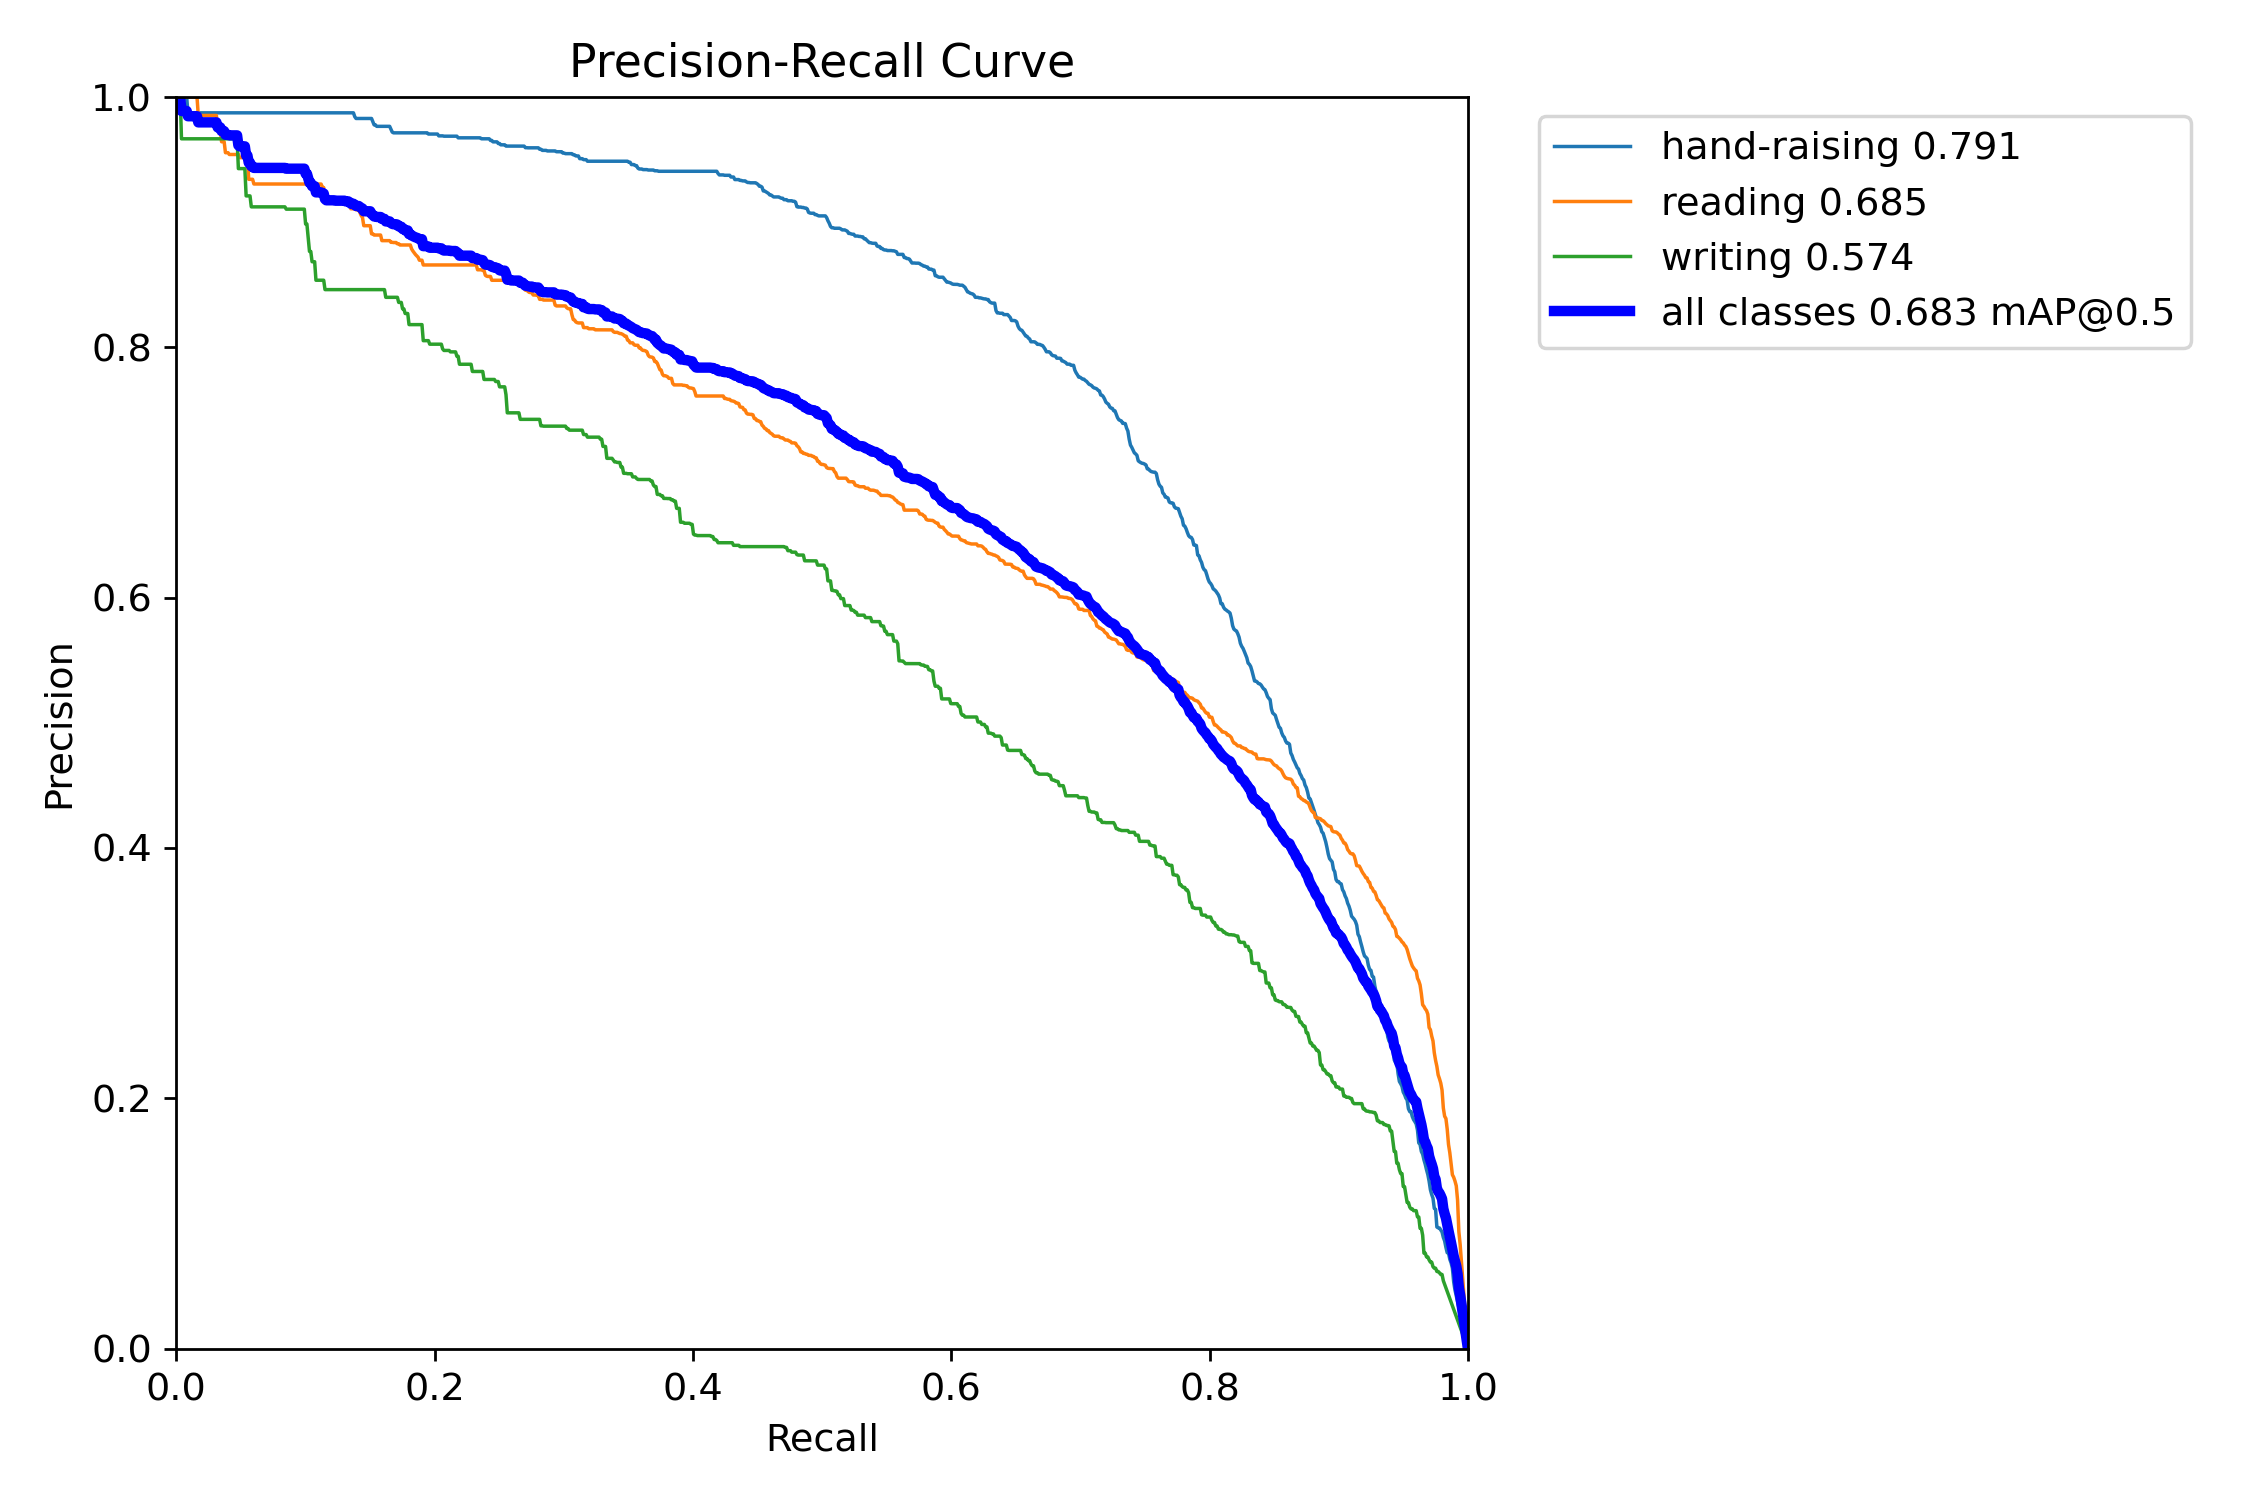 Precision-Recall Curve
1.0
0.8
0.6
0.4
0.2
0.0
Precision
0.0 0.2 0.4 0.6 0.8 1.0
Recall
hand-raising 0.791
reading 0.685
writing 0.574
all classes 0.683 mAP@0.5